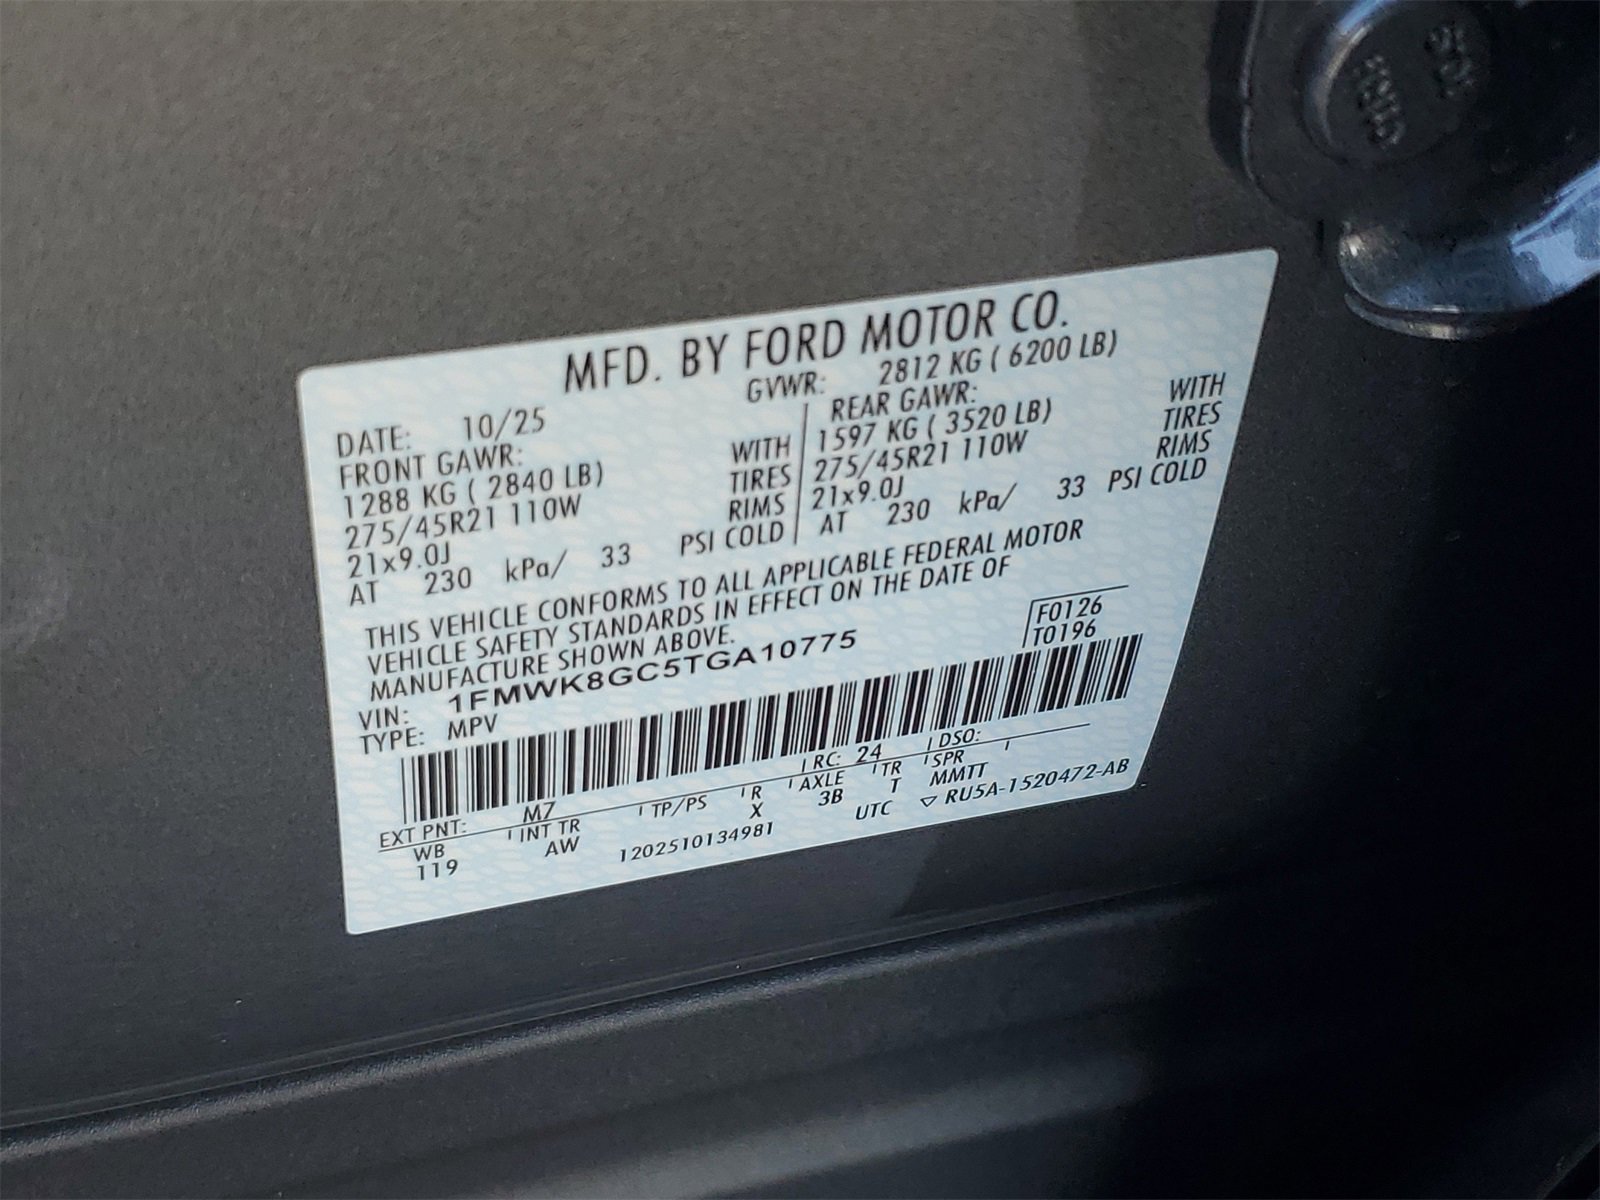 MFD. BY FORD MOTOR CO.
DATE: 10/25 GVWR: 2812 KG ( 6200 LB)
FRONT GAWR: REAR GAWR:
1288 KG ( 2840 LB) WITH 1597 KG ( 3520 LB) WITH
275/45R21 110W TIRES 275/45R21 110W TIRES
21x9.0J RIMS 21x9.0J RIMS
AT 230 kPa/ 33 PSI COLD AT 230 kPa/ 33 PSI COLD
THIS VEHICLE CONFORMS TO ALL APPLICABLE FEDERAL MOTOR
VEHICLE SAFETY STANDARDS IN EFFECT ON THE DATE OF
MANUFACTURE SHOWN ABOVE.
F0126
VIN: 1FMWK8GC5TGA10775 T0196
TYPE: MPV
EXT PNT: M7 RC: 24 DSO:
WB INT TR TP/PS R AXLE TR SPR
119 AW X 3B T MMTT
1202510134981 UTC ▽ RU5A-1520472-AB